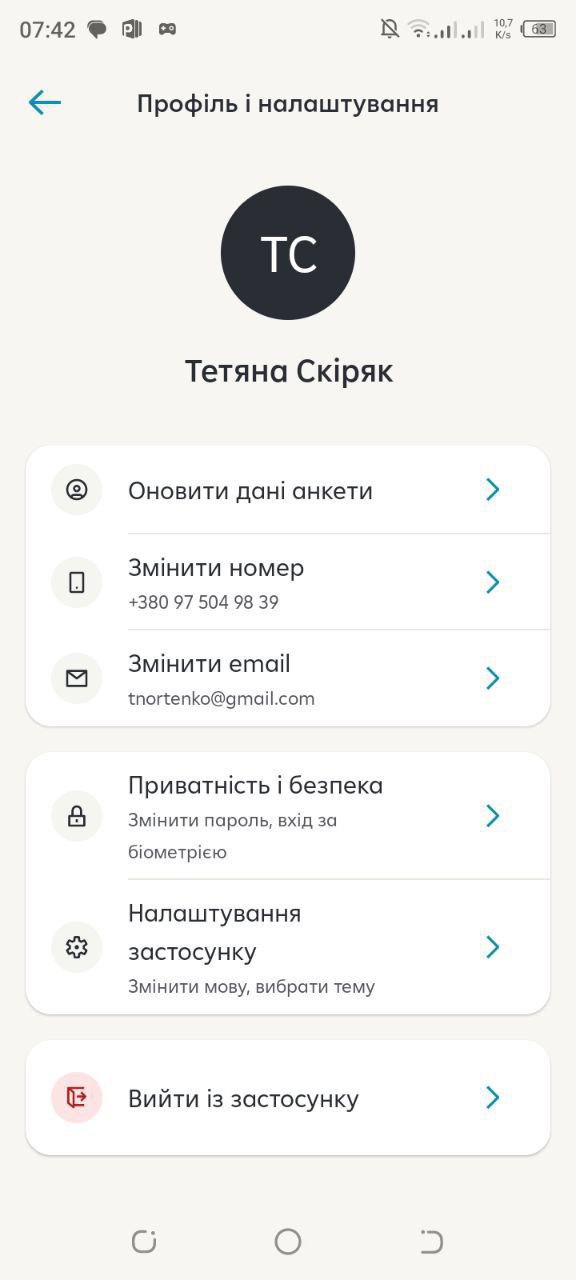 07:42
10,7
K/s
63
Профіль і налаштування
ТС
Тетяна Скіряк
Оновити дані анкети
Змінити номер
+380 97 504 98 39
Змінити email
tnortenko@gmail.com
Приватність і безпека
Змінити пароль, вхід за
біометрією
Налаштування
застосунку
Змінити мову, вибрати тему
Вийти із застосунку